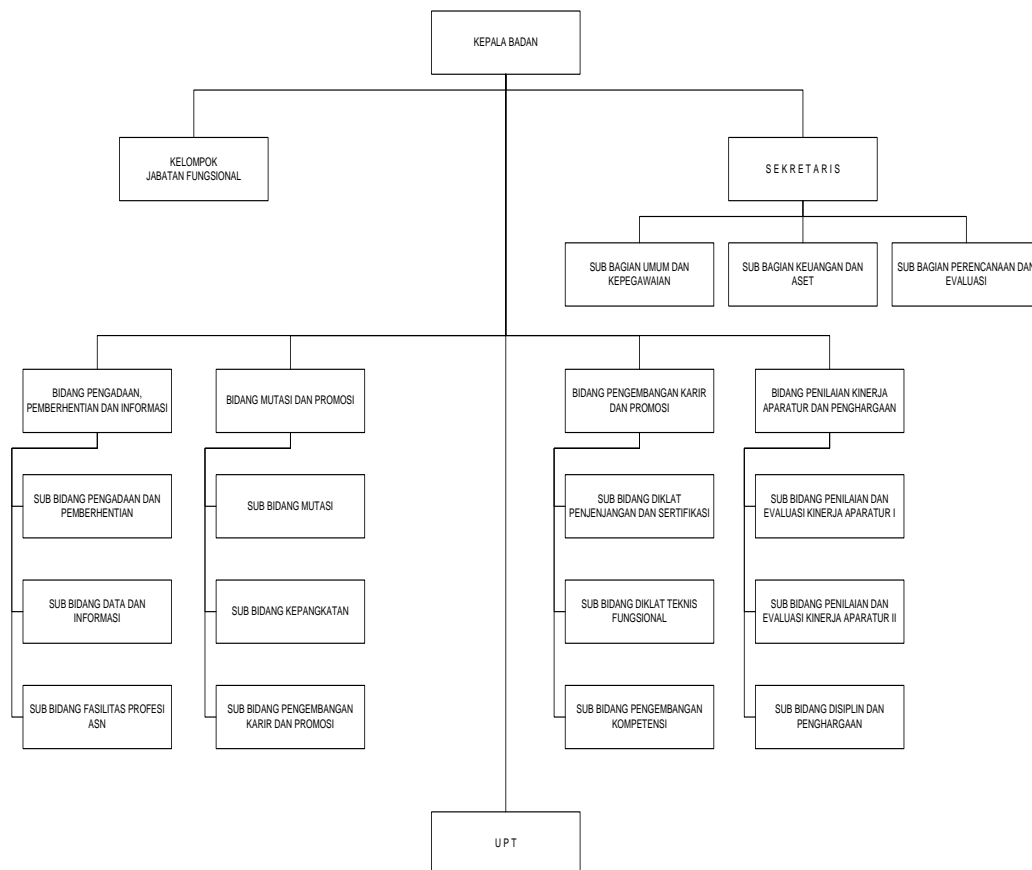 KEPALA BADAN
KELOMPOK
JABATAN FUNGSIONAL
S E K R E T A R I S
SUB BAGIAN UMUM DAN
KEPEGAWAIAN
SUB BAGIAN KEUANGAN DAN
ASET
SUB BAGIAN PERENCANAAN DAN
EVALUASI
BIDANG PENGADAAN,
PEMBERHENTIAN DAN INFORMASI
BIDANG MUTASI DAN PROMOSI
BIDANG PENGEMBANGAN KARIR
DAN PROMOSI
BIDANG PENILAIAN KINERJA
APARATUR DAN PENGHARGAAN
SUB BIDANG PENGADAAN DAN
PEMBERHENTIAN
SUB BIDANG MUTASI
SUB BIDANG DIKLAT
PENJENJANGAN DAN SERTIFIKASI
SUB BIDANG PENILAIAN DAN
EVALUASI KINERJA APARATUR I
SUB BIDANG DATA DAN
INFORMASI
SUB BIDANG KEPANGKATAN
SUB BIDANG DIKLAT TEKNIS
FUNGSIONAL
SUB BIDANG PENILAIAN DAN
EVALUASI KINERJA APARATUR II
SUB BIDANG FASILITAS PROFESI
ASN
SUB BIDANG PENGEMBANGAN
KARIR DAN PROMOSI
SUB BIDANG PENGEMBANGAN
KOMPETENSI
SUB BIDANG DISIPLIN DAN
PENGHARGAAN
U P T